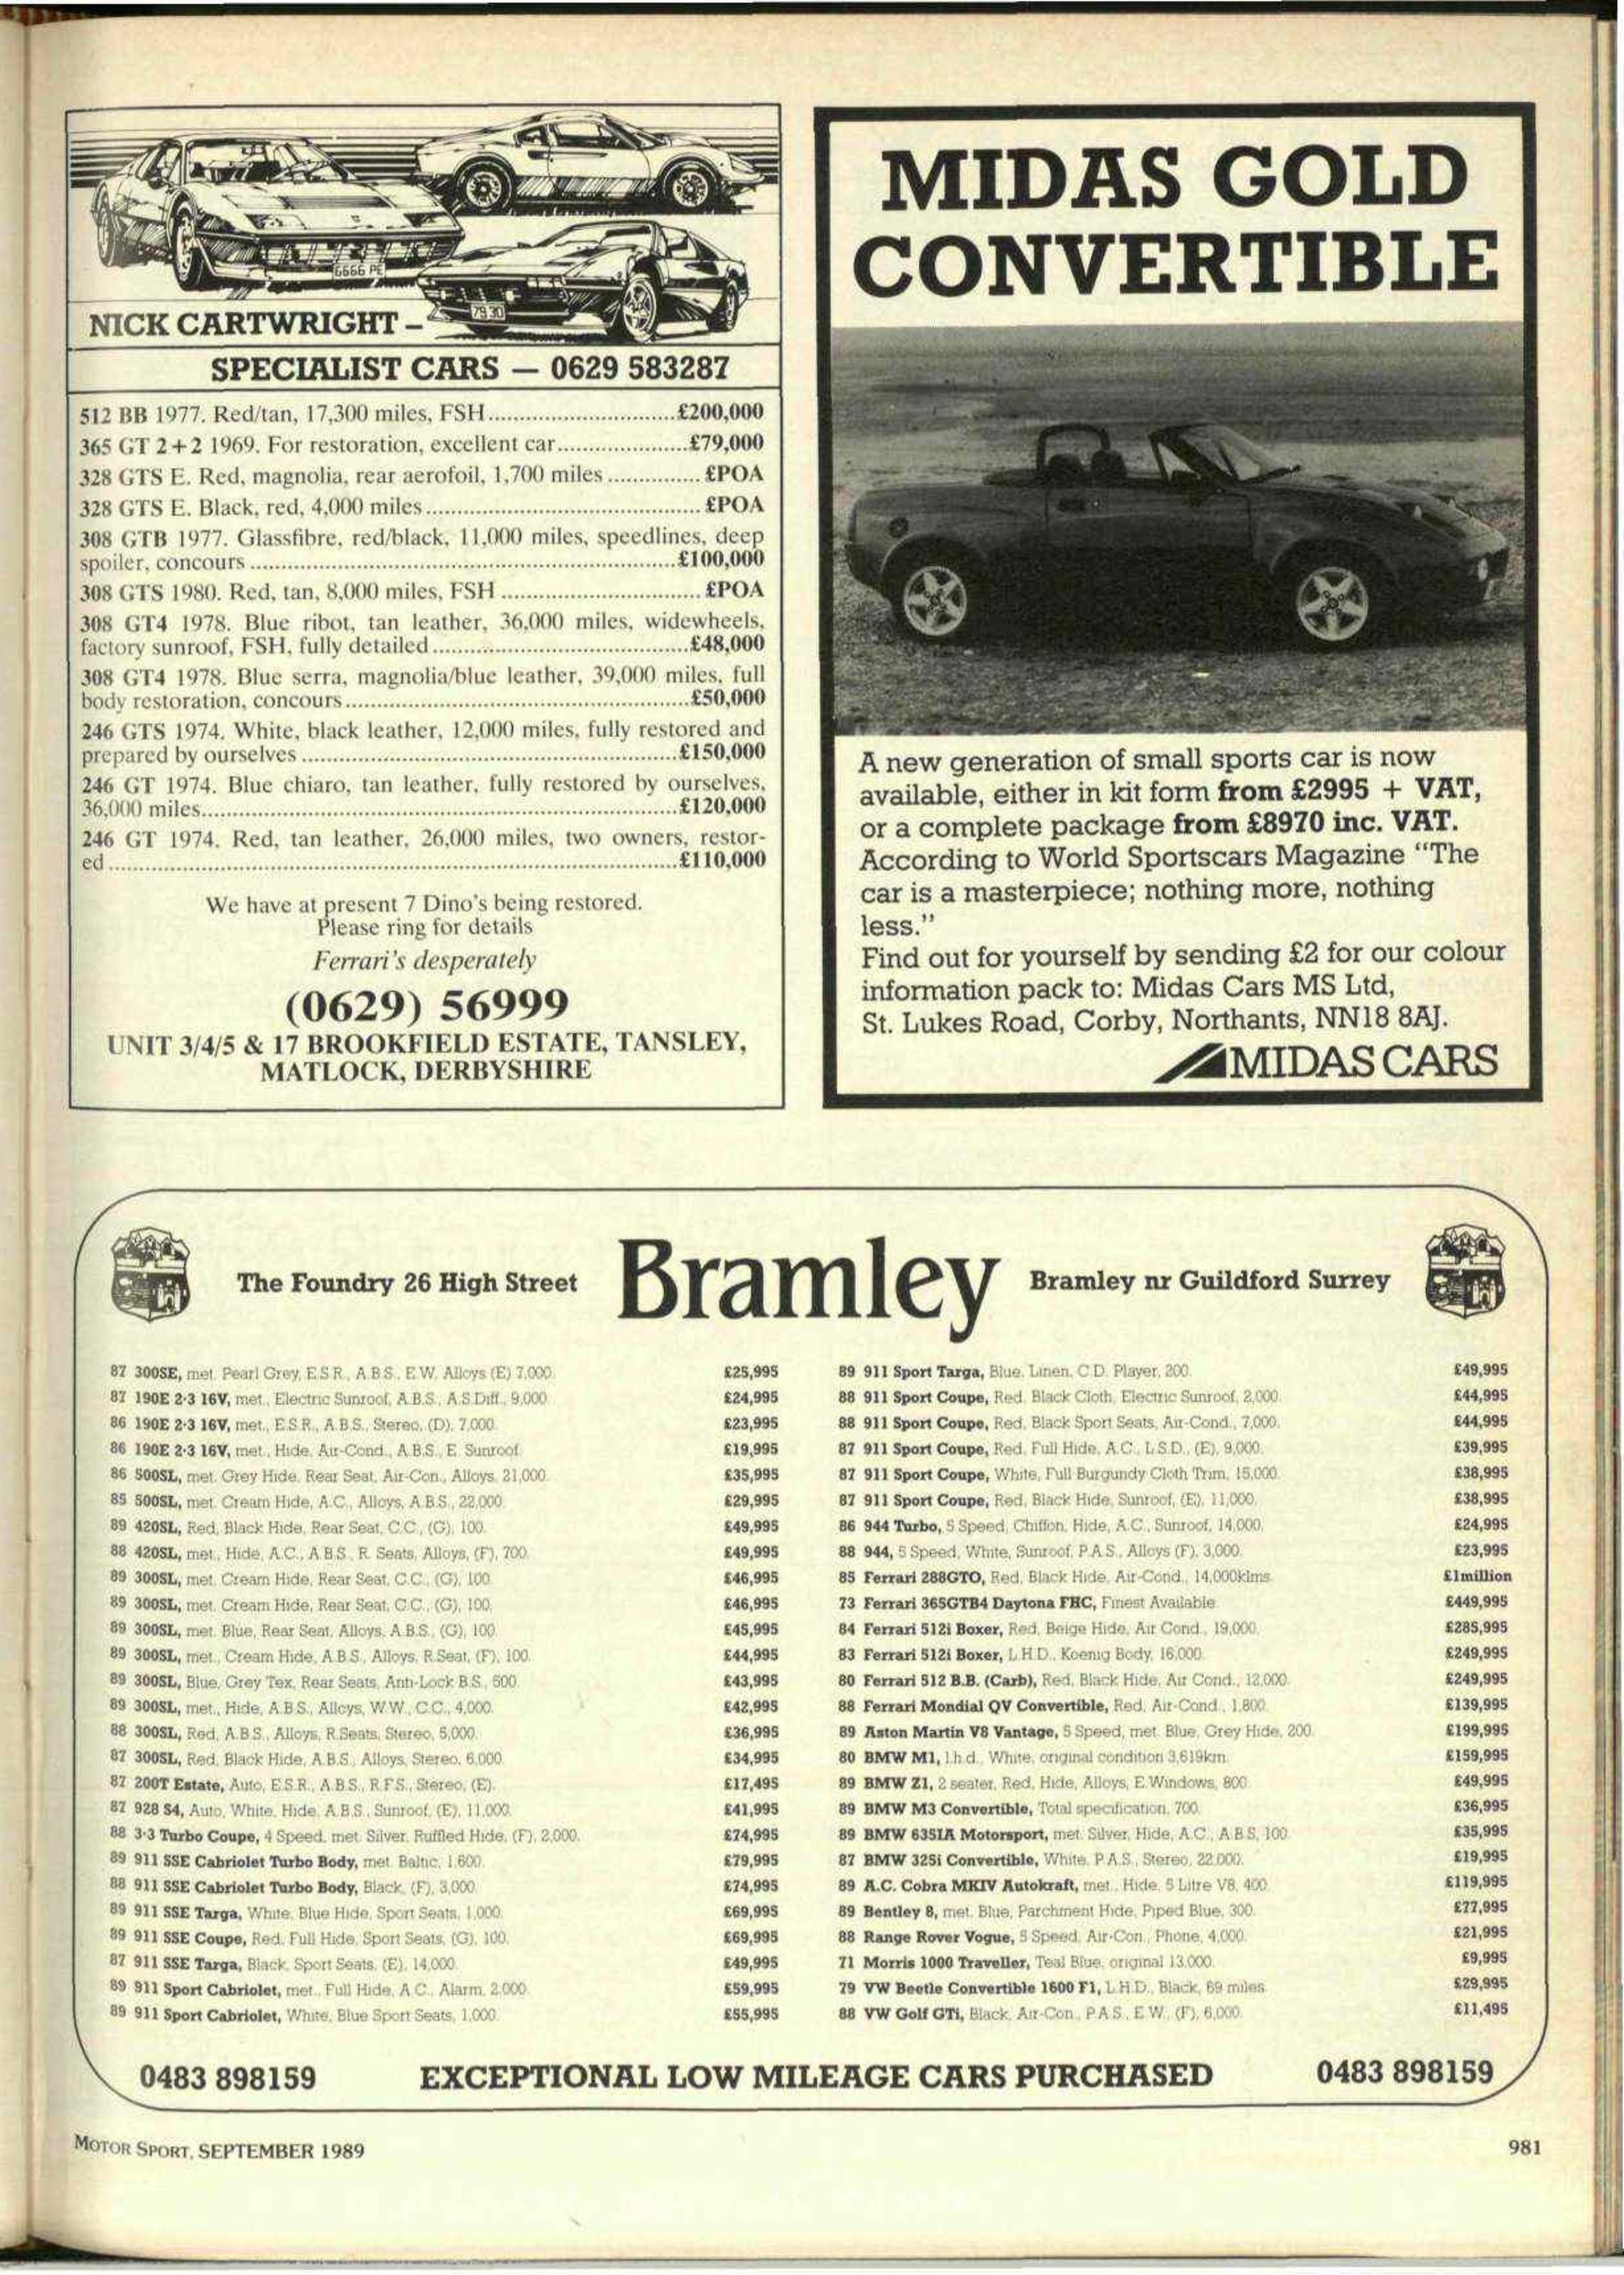 6666 PE
79 30
NICK CARTWRIGHT –
SPECIALIST CARS — 0629 583287
512 BB 1977. Red/tan, 17,300 miles, FSH..............................£200,000
365 GT 2+2 1969. For restoration, excellent car.....................£79,000
328 GTS E. Red, magnolia, rear aerofoil, 1,700 miles...............£POA
328 GTS E. Black, red, 4,000 miles...........................................£POA
308 GTB 1977. Glassfibre, red/black, 11,000 miles, speedlines, deep
spoiler, concours....................................................................£100,000
308 GTS 1980. Red, tan, 8,000 miles, FSH................................£POA
308 GT4 1978. Blue ribot, tan leather, 36,000 miles, widewheels,
factory sunroof, FSH, fully detailed.........................................£48,000
308 GT4 1978. Blue serra, magnolia/blue leather, 39,000 miles, full
body restoration, concours.......................................................£50,000
246 GTS 1974. White, black leather, 12,000 miles, fully restored and
prepared by ourselves............................................................£150,000
246 GT 1974. Blue chiaro, tan leather, fully restored by ourselves,
36,000 miles............................................................................£120,000
246 GT 1974. Red, tan leather, 26,000 miles, two owners, restor-
ed...........................................................................................£110,000
We have at present 7 Dino's being restored.
Please ring for details
Ferrari's desperately
(0629) 56999
UNIT 3/4/5 & 17 BROOKFIELD ESTATE, TANSLEY,
MATLOCK, DERBYSHIRE
MIDAS GOLD
CONVERTIBLE
A new generation of small sports car is now
available, either in kit form from £2995 + VAT,
or a complete package from £8970 inc. VAT.
According to World Sportscars Magazine "The
car is a masterpiece; nothing more, nothing
less."
Find out for yourself by sending £2 for our colour
information pack to: Midas Cars MS Ltd,
St. Lukes Road, Corby, Northants, NN18 8AJ.
MIDAS CARS
The Foundry 26 High Street
Bramley
Bramley nr Guildford Surrey
87 300SE, met. Pearl Grey, E.S.R., A.B.S., E.W. Alloys (E) 7,000. £25,995
87 190E 2·3 16V, met., Electric Sunroof, A.B.S., A.S.Diff., 9,000. £24,995
86 190E 2·3 16V, met., E.S.R., A.B.S., Stereo, (D), 7,000. £23,995
86 190E 2·3 16V, met., Hide, Air-Cond., A.B.S., E. Sunroof. £19,995
86 500SL, met. Grey Hide, Rear Seat, Air-Con., Alloys, 21,000. £35,995
85 500SL, met. Cream Hide, A.C., Alloys, A.B.S., 22,000. £29,995
89 420SL, Red, Black Hide, Rear Seat, C.C., (G), 100. £49,995
88 420SL, met., Hide, A.C., A.B.S., R. Seats, Alloys, (F), 700. £49,995
89 300SL, met. Cream Hide, Rear Seat, C.C., (G), 100. £46,995
89 300SL, met. Cream Hide, Rear Seat, C.C., (G), 100. £46,995
89 300SL, met. Blue, Rear Seat, Alloys, A.B.S., (G), 100. £45,995
89 300SL, met., Cream Hide, A.B.S., Alloys, R.Seat, (F), 100. £44,995
89 300SL, Blue, Grey Tex, Rear Seats, Anti-Lock B.S., 500. £43,995
89 300SL, met., Hide, A.B.S., Alloys, W.W., C.C., 4,000. £42,995
88 300SL, Red, A.B.S., Alloys, R.Seats, Stereo, 5,000. £36,995
87 300SL, Red, Black Hide, A.B.S., Alloys, Stereo, 6,000. £34,995
87 200T Estate, Auto, E.S.R., A.B.S., R.F.S., Stereo, (E). £17,495
87 928 S4, Auto, White, Hide, A.B.S., Sunroof, (E), 11,000. £41,995
88 3·3 Turbo Coupe, 4 Speed, met. Silver, Ruffled Hide, (F), 2,000. £74,995
89 911 SSE Cabriolet Turbo Body, met. Baltic, 1,600. £79,995
88 911 SSE Cabriolet Turbo Body, Black, (F), 3,000. £74,995
89 911 SSE Targa, White, Blue Hide, Sport Seats, 1,000. £69,995
89 911 SSE Coupe, Red, Full Hide, Sport Seats, (G), 100. £69,995
87 911 SSE Targa, Black, Sport Seats, (E), 14,000. £49,995
89 911 Sport Cabriolet, met., Full Hide, A.C., Alarm, 2,000. £59,995
89 911 Sport Cabriolet, White, Blue Sport Seats, 1,000. £55,995
89 911 Sport Targa, Blue, Linen, C.D. Player, 200. £49,995
88 911 Sport Coupe, Red, Black Cloth, Electric Sunroof, 2,000. £44,995
88 911 Sport Coupe, Red, Black Sport Seats, Air-Cond., 7,000. £44,995
87 911 Sport Coupe, Red, Full Hide, A.C., L.S.D., (E), 9,000. £39,995
87 911 Sport Coupe, White, Full Burgundy Cloth Trim, 15,000. £38,995
87 911 Sport Coupe, Red, Black Hide, Sunroof, (E), 11,000. £38,995
86 944 Turbo, 5 Speed, Chiffon, Hide, A.C., Sunroof, 14,000. £24,995
88 944, 5 Speed, White, Sunroof, P.A.S., Alloys (F), 3,000. £23,995
85 Ferrari 288GTO, Red, Black Hide, Air-Cond., 14,000klms. £1million
73 Ferrari 365GTB4 Daytona FHC, Finest Available. £449,995
84 Ferrari 512i Boxer, Red, Beige Hide, Air Cond., 19,000. £285,995
83 Ferrari 512i Boxer, L.H.D., Koenig Body, 16,000. £249,995
80 Ferrari 512 B.B. (Carb), Red, Black Hide, Air Cond., 12,000. £249,995
88 Ferrari Mondial QV Convertible, Red, Air-Cond., 1,800. £139,995
89 Aston Martin V8 Vantage, 5 Speed, met. Blue, Grey Hide, 200. £199,995
80 BMW M1, l.h.d., White, original condition 3,619km. £159,995
89 BMW Z1, 2 seater, Red, Hide, Alloys, E.Windows, 800. £49,995
89 BMW M3 Convertible, Total specification, 700. £36,995
89 BMW 635IA Motorsport, met. Silver, Hide, A.C., A.B.S, 100. £35,995
87 BMW 325i Convertible, White, P.A.S., Stereo, 22,000. £19,995
89 A.C. Cobra MKIV Autokraft, met., Hide, 5 Litre V8, 400. £119,995
89 Bentley 8, met. Blue, Parchment Hide, Piped Blue, 300. £77,995
88 Range Rover Vogue, 5 Speed, Air-Con., Phone, 4,000. £21,995
71 Morris 1000 Traveller, Teal Blue, original 13,000. £9,995
79 VW Beetle Convertible 1600 F1, L.H.D., Black, 69 miles. £29,995
88 VW Golf GTi, Black, Air-Con., P.A.S., E.W., (F), 6,000. £11,495
0483 898159 EXCEPTIONAL LOW MILEAGE CARS PURCHASED 0483 898159
MOTOR SPORT, SEPTEMBER 1989
981